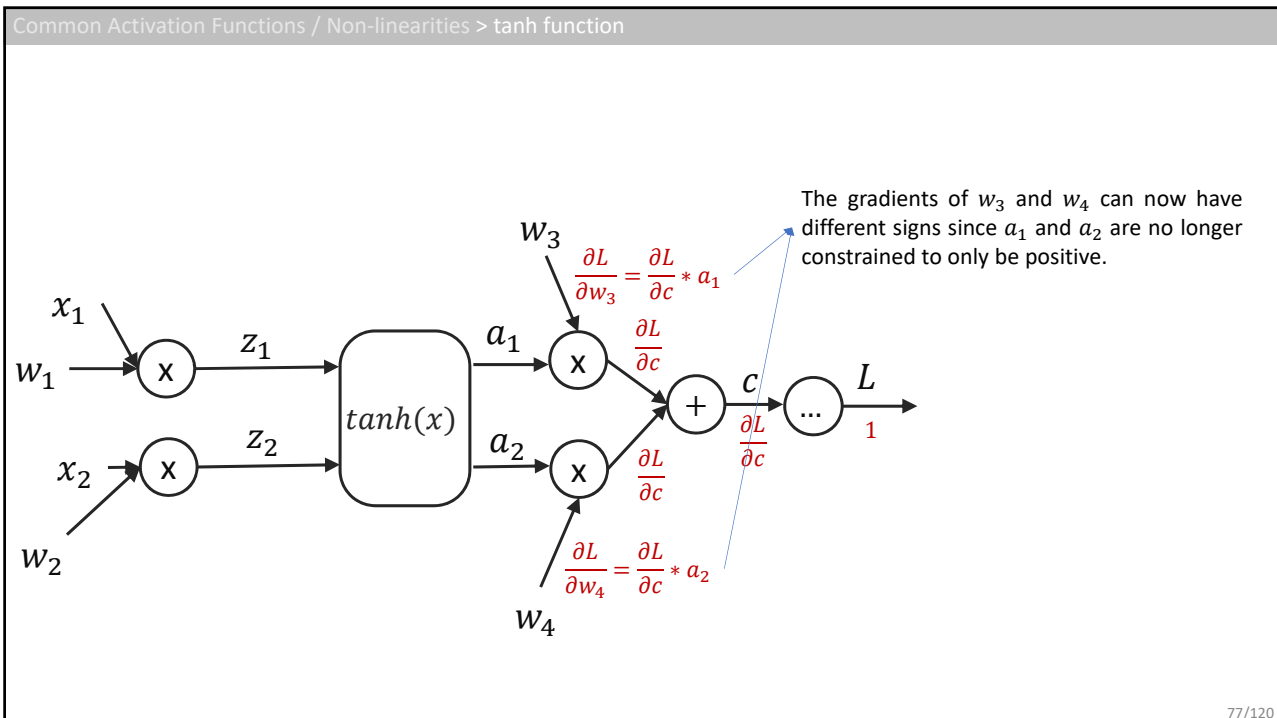 Common Activation Functions / Non-linearities > tanh function
The gradients of w₃ and w₄ can now have
different signs since a₁ and a₂ are no longer
constrained to only be positive.
w₃
∂L/∂w₃ = ∂L/∂c * a₁
x₁
∂L/∂c
w₁
x
z₁
a₁
x
tanh(x)
+
c
...
L
∂L/∂c
1
x₂
x
z₂
a₂
x
∂L/∂c
w₂
∂L/∂w₄ = ∂L/∂c * a₂
w₄
77/120